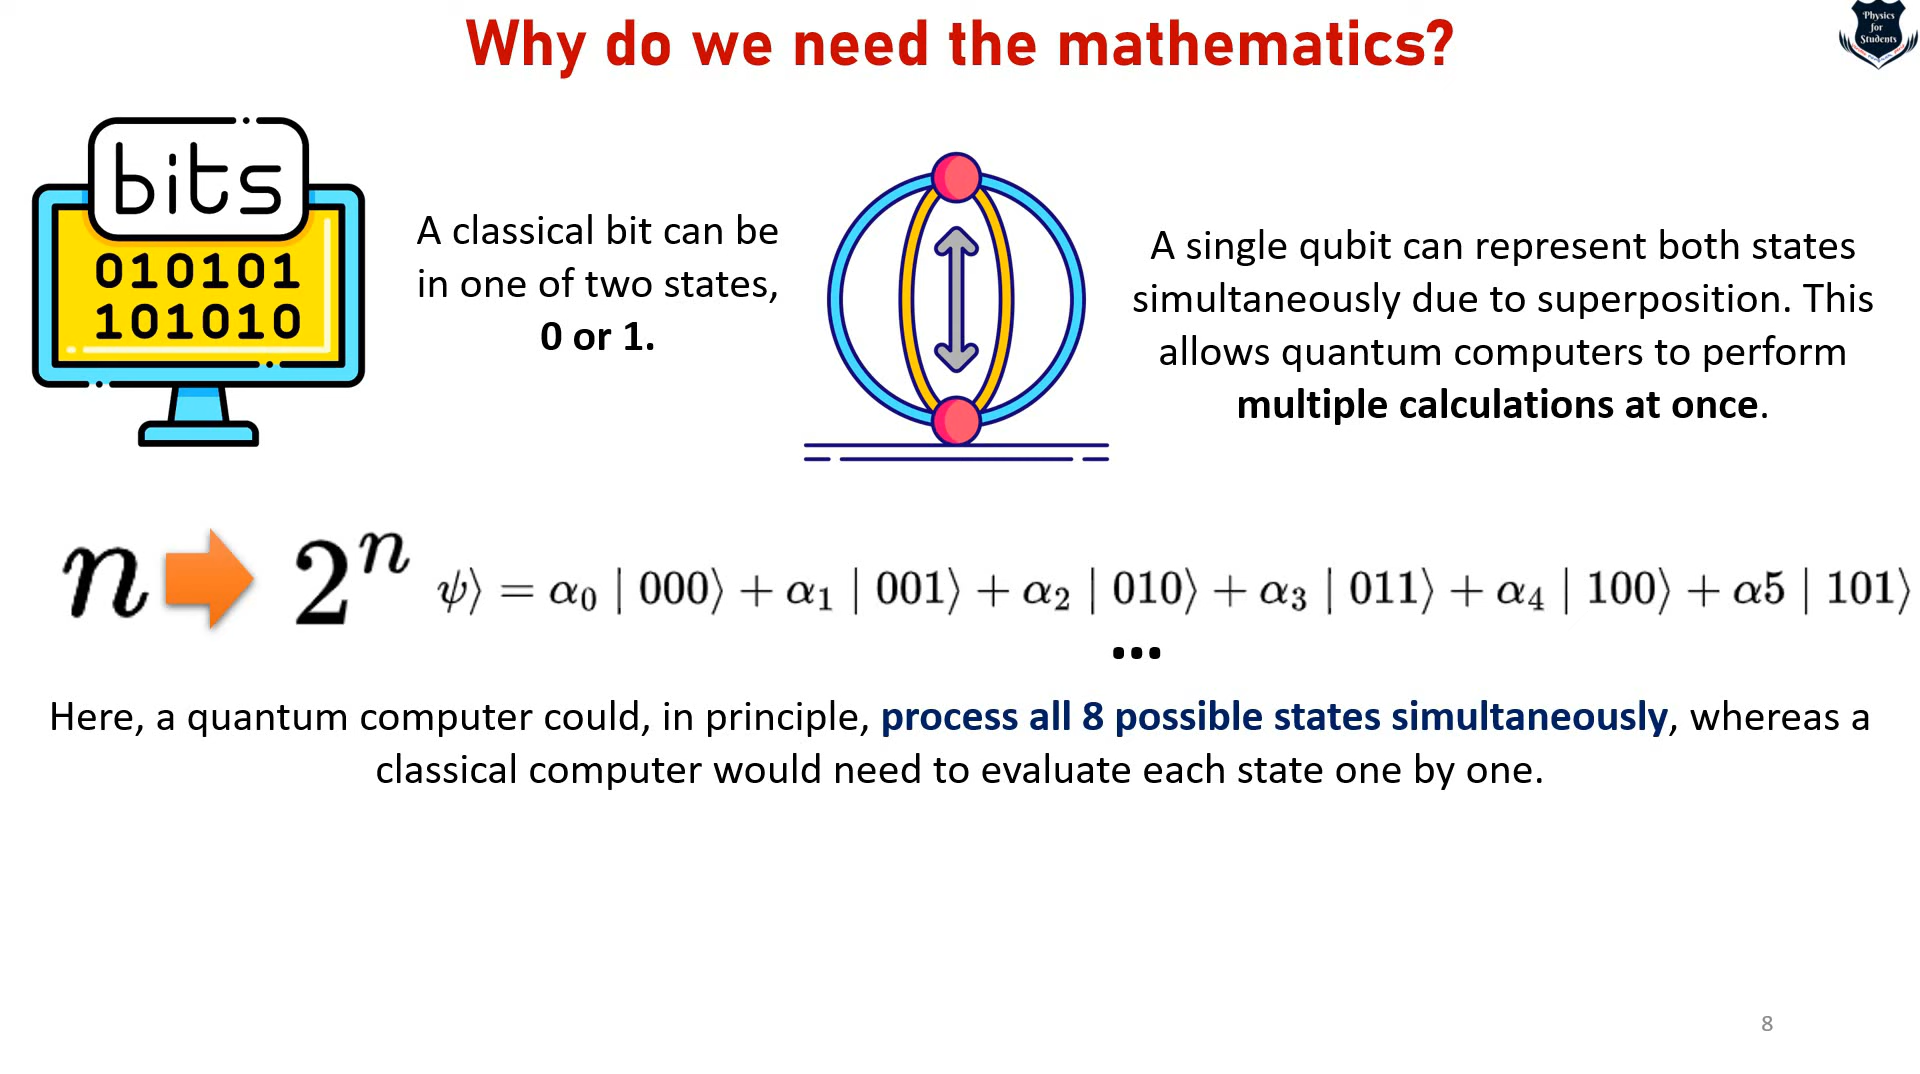 Why do we need the mathematics?
Physics
for
Students
bits
010101
101010
A classical bit can be
in one of two states,
0 or 1.
A single qubit can represent both states
simultaneously due to superposition. This
allows quantum computers to perform
multiple calculations at once.
n 2ⁿ ψ⟩ = α₀ | 000⟩ + α₁ | 001⟩ + α₂ | 010⟩ + α₃ | 011⟩ + α₄ | 100⟩ + α5 | 101⟩
...
Here, a quantum computer could, in principle, process all 8 possible states simultaneously, whereas a
classical computer would need to evaluate each state one by one.
8